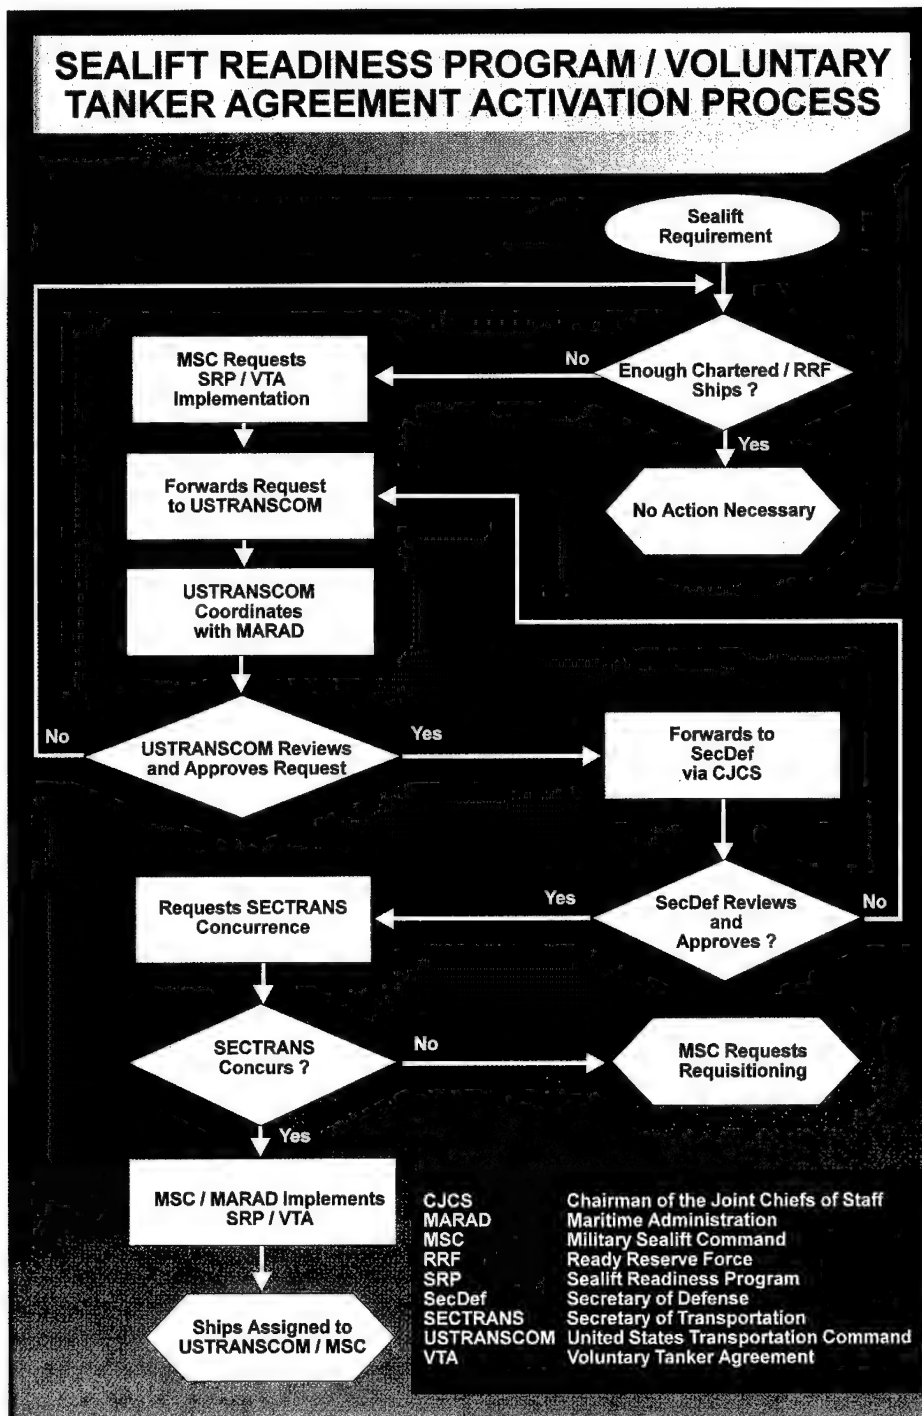 SEALIFT READINESS PROGRAM / VOLUNTARY
TANKER AGREEMENT ACTIVATION PROCESS
Sealift
Requirement
Enough Chartered / RRF
Ships ?
No
Yes
No Action Necessary
MSC Requests
SRP / VTA
Implementation
Forwards Request
to USTRANSCOM
USTRANSCOM
Coordinates
with MARAD
USTRANSCOM Reviews
and Approves Request
No
Yes
Forwards to
SecDef
via CJCS
SecDef Reviews
and
Approves ?
No
Yes
Requests SECTRANS
Concurrence
SECTRANS
Concurs ?
No
MSC Requests
Requisitioning
Yes
MSC / MARAD Implements
SRP / VTA
Ships Assigned to
USTRANSCOM / MSC
CJCS Chairman of the Joint Chiefs of Staff
MARAD Maritime Administration
MSC Military Sealift Command
RRF Ready Reserve Force
SRP Sealift Readiness Program
SecDef Secretary of Defense
SECTRANS Secretary of Transportation
USTRANSCOM United States Transportation Command
VTA Voluntary Tanker Agreement